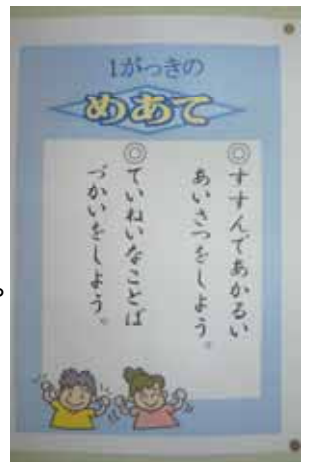 1がっきの
めあて
◎すすんであかるい
あいさつをしよう。
◎ていねいなことば
づかいをしよう。